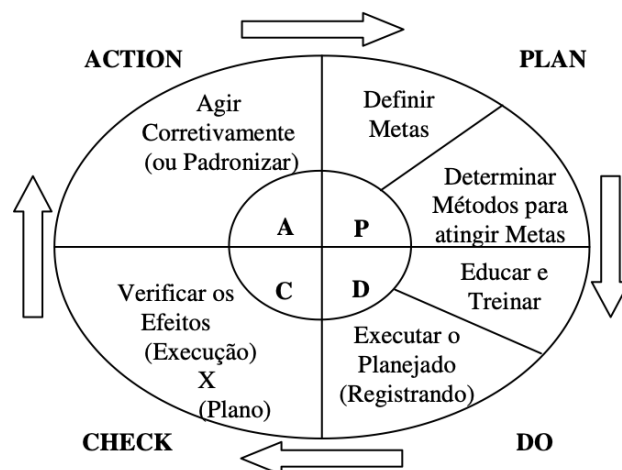 ACTION
PLAN
Agir
Corretivamente
(ou Padronizar)
Definir
Metas
Determinar
Métodos para
atingir Metas
A
P
C
D
Educar e
Treinar
Executar o
Planejado
(Registrando)
Verificar os
Efeitos
(Execução)
X
(Plano)
CHECK
DO